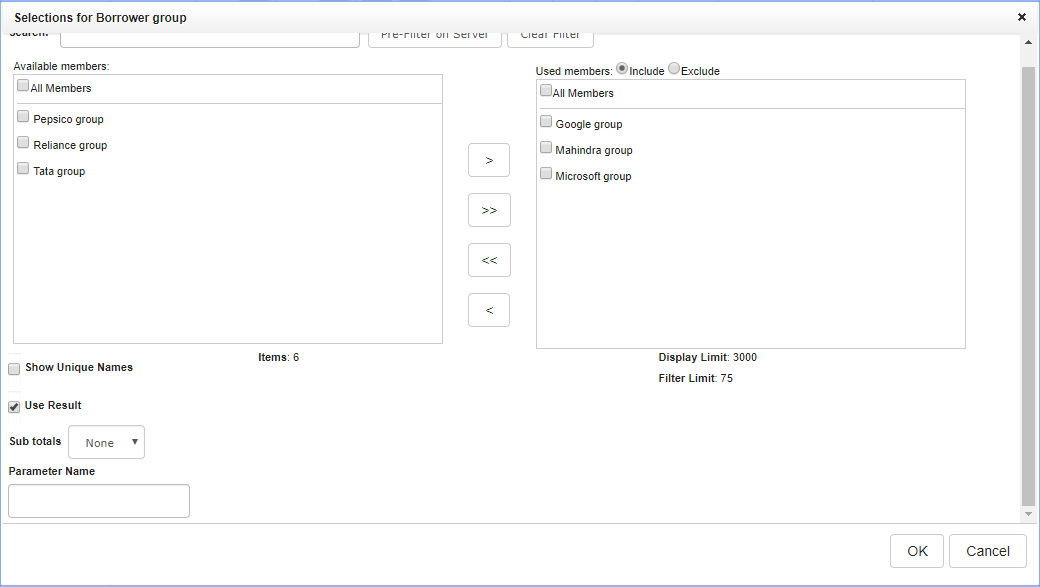 Selections for Borrower group ×
Search: Pre-Filter on Server Clear Filter
Available members:
All Members
Pepsico group
Reliance group
Tata group
>
>>
<<
<
Used members: Include Exclude
All Members
Google group
Mahindra group
Microsoft group
Items: 6
Display Limit: 3000
Filter Limit: 75
Show Unique Names
Use Result
Sub totals None
Parameter Name
OK Cancel